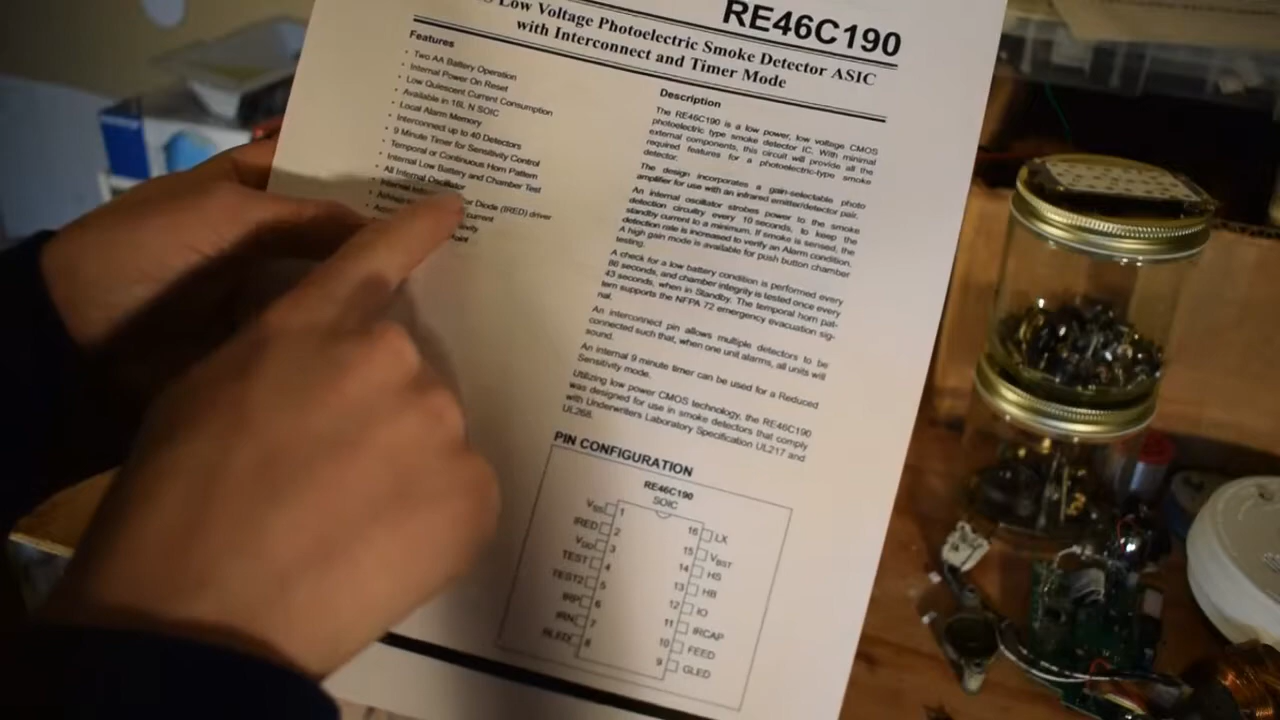 RE46C190
Low Voltage Photoelectric Smoke Detector ASIC
with Interconnect and Timer Mode
Features
• Two AA Battery Operation
• Internal Power On Reset
• Low Quiescent Current Consumption
• Available in 16L N SOIC
• Local Alarm Memory
• Interconnect up to 40 Detectors
• 9 Minute Timer for Sensitivity Control
• Temporal or Continuous Horn Pattern
• Internal Low Battery and Chamber Test
• All Internal Oscillator
• Internal Diode (IRED) driver
current
Description
The RE46C190 is a low power, low voltage CMOS
photoelectric type smoke detector IC. With minimal
external components, this circuit will provide all the
required features for a photoelectric-type smoke
detector.
The design incorporates a gain-selectable photo
amplifier for use with an infrared emitter/detector pair.
An internal oscillator strobes power to the smoke
detection circuitry every 10 seconds, to keep the
standby current to a minimum. If smoke is sensed, the
detection rate is increased to verify an Alarm condition.
A high gain mode is available for push button chamber
testing.
A check for a low battery condition is performed every
86 seconds, and chamber integrity is tested once every
43 seconds, when in Standby. The temporal horn pat-
tern supports the NFPA 72 emergency evacuation sig-
nal.
An interconnect pin allows multiple detectors to be
connected such that, when one unit alarms, all units will
sound.
An internal 9 minute timer can be used for a Reduced
Sensitivity mode.
Utilizing low power CMOS technology, the RE46C190
was designed for use in smoke detectors that comply
with Underwriters Laboratory Specification UL217 and
UL268.
PIN CONFIGURATION
RE46C190
SOIC
VSS 1 16 LX
IRED 2 15 VBST
VDD 3 14 HS
TEST 4 13 HB
TEST2 5 12 IO
IRP 6 11 IRCAP
IRN 7 10 FEED
RLED 8 9 GLED